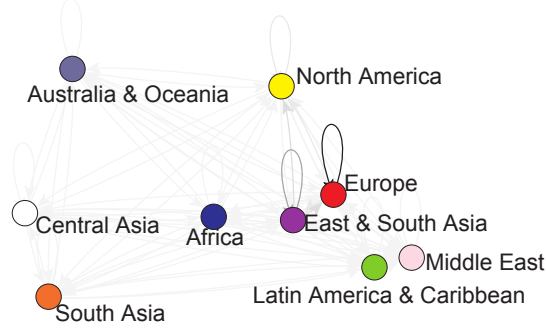 North America
Australia & Oceania
Europe
East & South Asia
Central Asia
Africa
Middle East
Latin America & Caribbean
South Asia